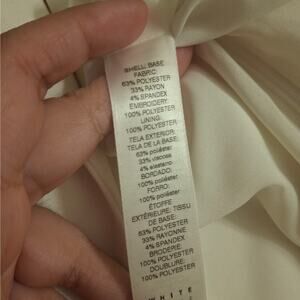 SHELL: BASE
FABRIC:
63% POLYESTER
33% RAYON
4% SPANDEX
EMBROIDERY:
100% POLYESTER
LINING:
100% POLYESTER
TELA EXTERIOR:
TELA DE LA BASE:
63% poliéster
33% viscosa
4% elastano
BORDADO:
100% poliéster
FORRO:
100% poliéster
ÉTOFFE
EXTÉRIEURE: TISSU
DE BASE:
63% POLYESTER
33% RAYONNE
4% SPANDEX
BRODERIE:
100% POLYESTER
DOUBLURE:
100% POLYESTER
WHITE